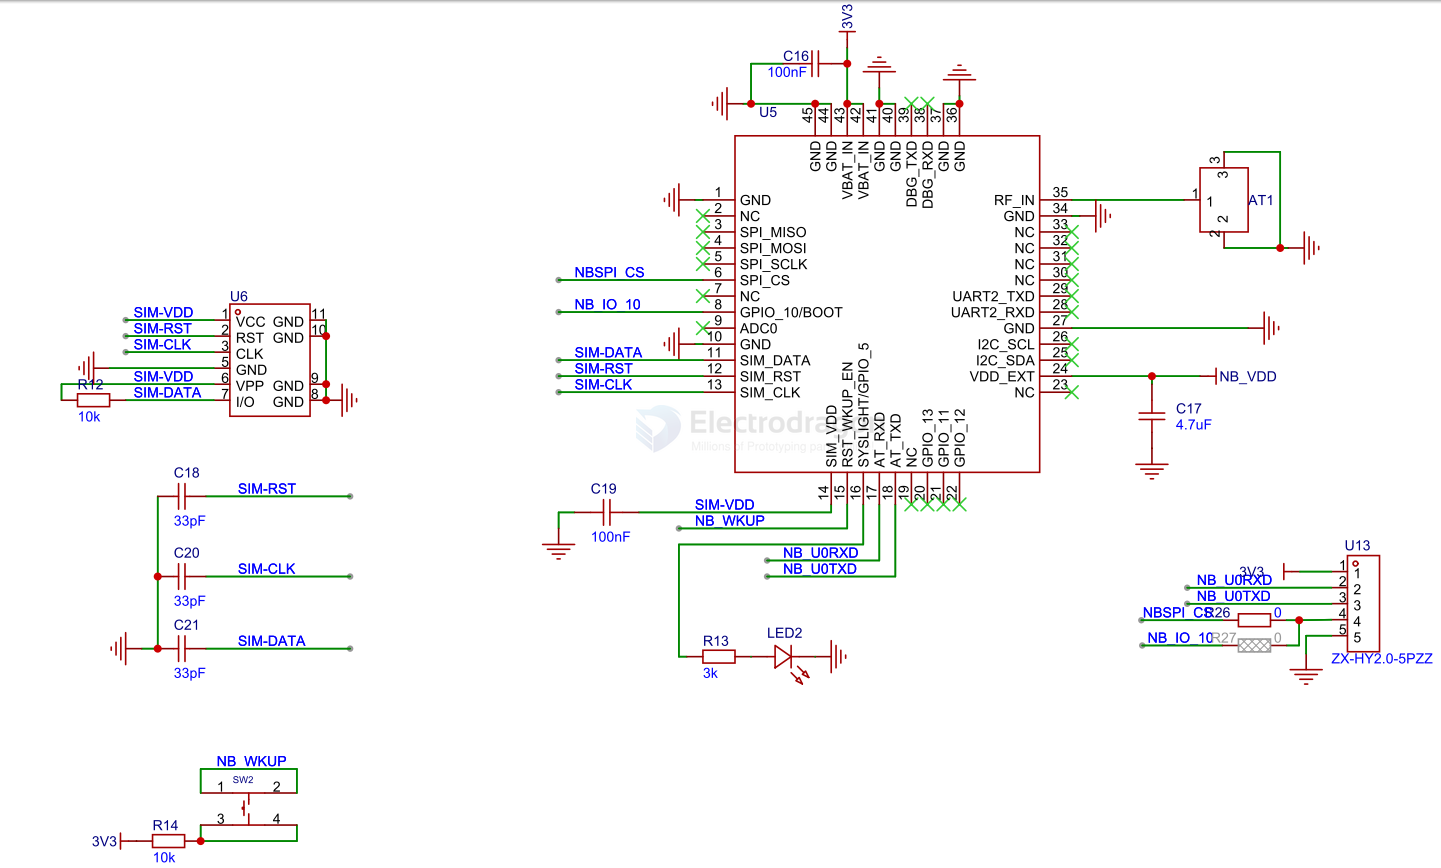 3V3
C16
100nF
U5
45
44
43
42
41
40
39
38
37
36
GND
GND
VBAT_IN
VBAT_IN
GND
GND
DBG_TXD
DBG_RXD
GND
GND
1 GND
2 NC
3 SPI_MISO
4 SPI_MOSI
5 SPI_SCLK
NBSPI_CS 6 SPI_CS
7 NC
NB_IO_10 8 GPIO_10/BOOT
9 ADC0
10 GND
SIM-DATA 11 SIM_DATA
SIM-RST 12 SIM_RST
SIM-CLK 13 SIM_CLK
RF_IN 35
GND 34
NC 33
NC 32
NC 31
NC 30
UART2_TXD 29
UART2_RXD 28
GND 27
I2C_SCL 26
I2C_SDA 25
VDD_EXT 24
NC 23
SIM_VDD
RST_WKUP_EN
SYSLIGHT/GPIO_5
AT_RXD
AT_TXD
NC
GPIO_13
GPIO_11
GPIO_12
14
15
16
17
18
19
20
21
22
3
3
1
1
AT1
2
2
NB_VDD
C17
4.7uF
U6
SIM-VDD 1 VCC GND 11
SIM-RST 2 RST GND 10
SIM-CLK 3 CLK
5 GND
SIM-VDD 6 VPP GND 9
SIM-DATA 7 I/O GND 8
R12
10k
C18
SIM-RST
33pF
C20
SIM-CLK
33pF
C21
SIM-DATA
33pF
C19
100nF
SIM-VDD
NB_WKUP
NB_U0RXD
NB_U0TXD
R13
3k
LED2
U13
3V3 1 1
NB_U0RXD 2 2
NB_U0TXD 3 3
NBSPI_CS R26 0 4 4
NB_IO_10 R27 0 5 5
ZX-HY2.0-5PZZ
NB_WKUP
SW2
1 2
3 4
3V3
R14
10k